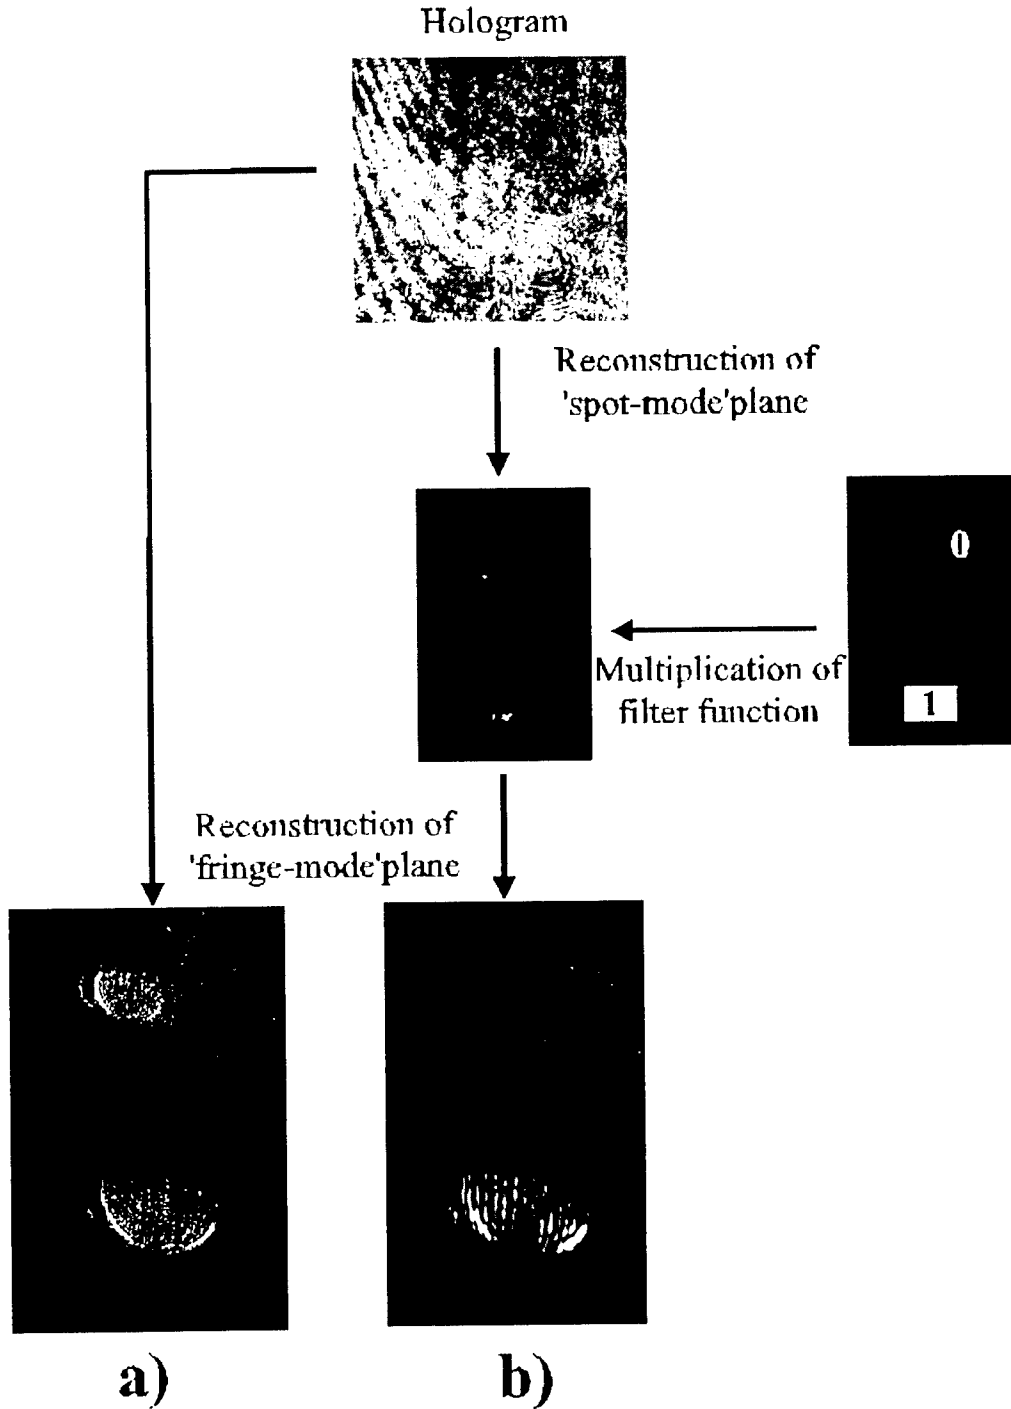 Hologram
Reconstruction of
'spot-mode'plane
0
Multiplication of
filter function
1
Reconstruction of
'fringe-mode'plane
a)
b)